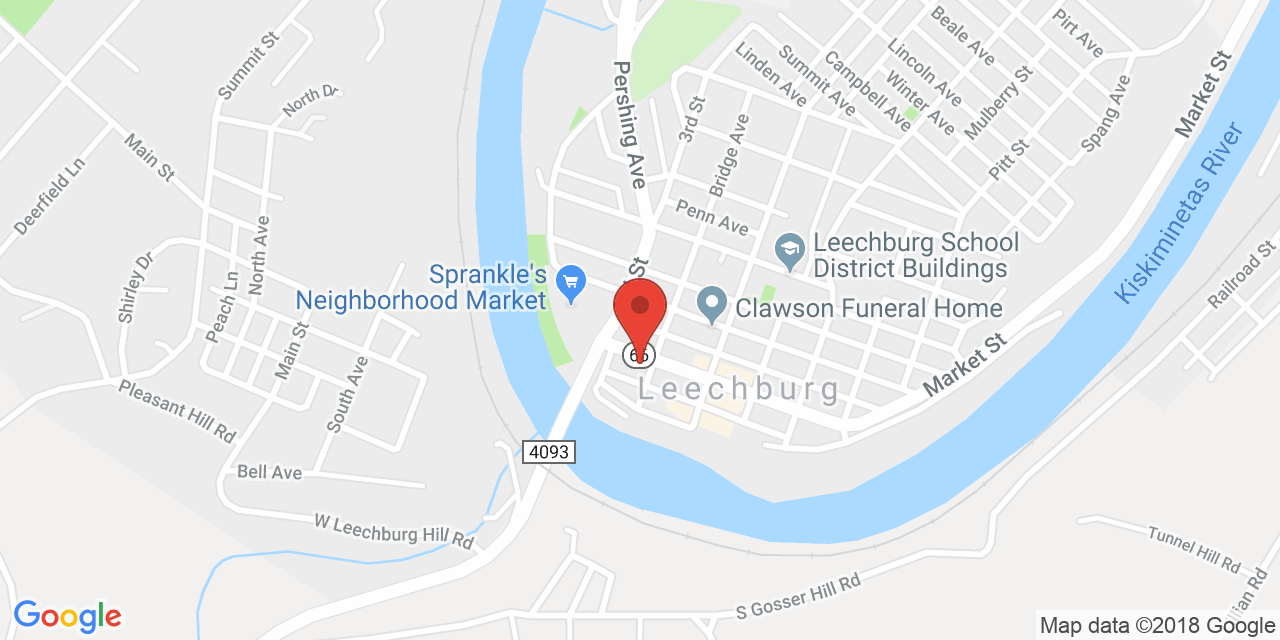 Summit St
North Dr
Main St
Deerfield Ln
Shirley Dr
Peach Ln
North Ave
Main St
South Ave
Pleasant Hill Rd
Bell Ave
W Leechburg Hill Rd
Pershing Ave
3rd St
Bridge Ave
Penn Ave
Linden Ave
Summit Ave
Campbell Ave
Lincoln Ave
Winter Ave
Beale Ave
Pirt Ave
Mulberry St
Pitt St
Spang Ave
Market St
Kiskiminetas River
Railroad St
Leechburg School
District Buildings
Sprankle's
Neighborhood Market
St
Clawson Funeral Home
Leechburg
Market St
4093
S Gosser Hill Rd
Tunnel Hill Rd
Rd
Google
Map data ©2018 Google